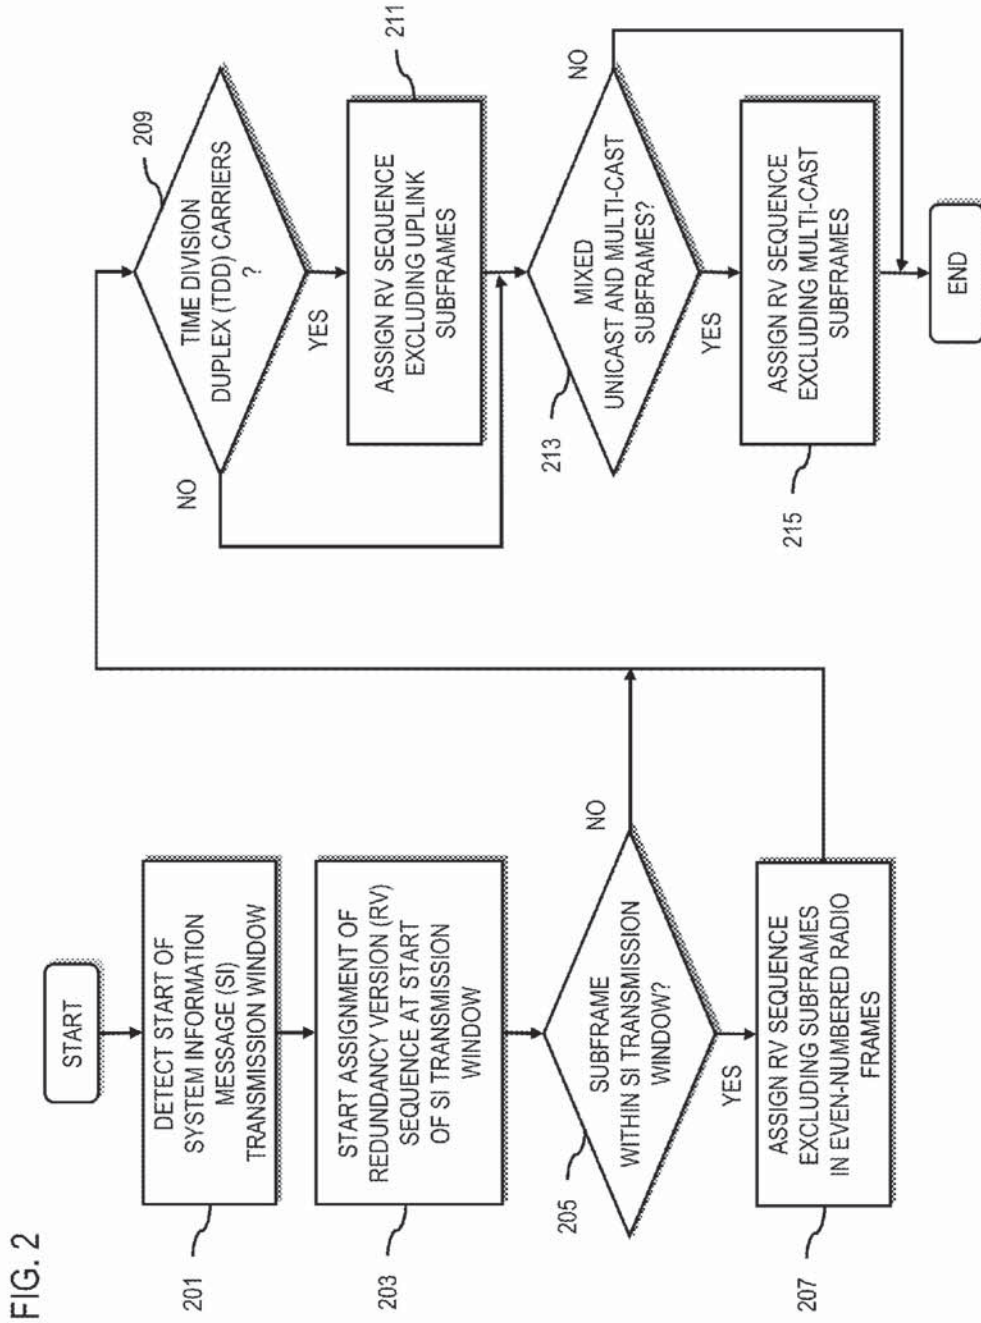 FIG. 2
START
DETECT START OF
SYSTEM INFORMATION
MESSAGE (SI)
TRANSMISSION WINDOW
201
START ASSIGNMENT OF
REDUNDANCY VERSION (RV)
SEQUENCE AT START
OF SI TRANSMISSION
WINDOW
203
SUBFRAME
WITHIN SI TRANSMISSION
WINDOW?
205
NO
YES
ASSIGN RV SEQUENCE
EXCLUDING SUBFRAMES
IN EVEN-NUMBERED RADIO
FRAMES
207
TIME DIVISION
DUPLEX (TDD) CARRIERS
?
209
NO
YES
ASSIGN RV SEQUENCE
EXCLUDING UPLINK
SUBFRAMES
211
MIXED
UNICAST AND MULTI-CAST
SUBFRAMES?
213
NO
YES
ASSIGN RV SEQUENCE
EXCLUDING MULTI-CAST
SUBFRAMES
215
END